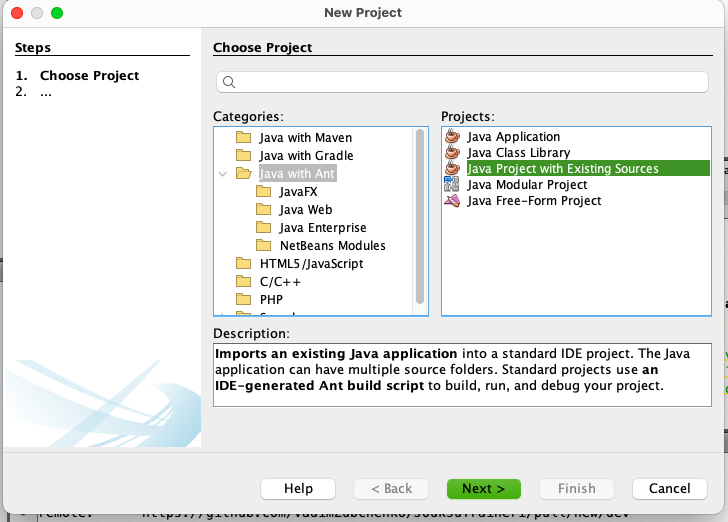 New Project
Steps
1. Choose Project
2. ...
Choose Project
Categories:
Java with Maven
Java with Gradle
Java with Ant
JavaFX
Java Web
Java Enterprise
NetBeans Modules
HTML5/JavaScript
C/C++
PHP
Projects:
Java Application
Java Class Library
Java Project with Existing Sources
Java Modular Project
Java Free-Form Project
Description:
Imports an existing Java application into a standard IDE project. The Java
application can have multiple source folders. Standard projects use an
IDE-generated Ant build script to build, run, and debug your project.
Help
< Back
Next >
Finish
Cancel